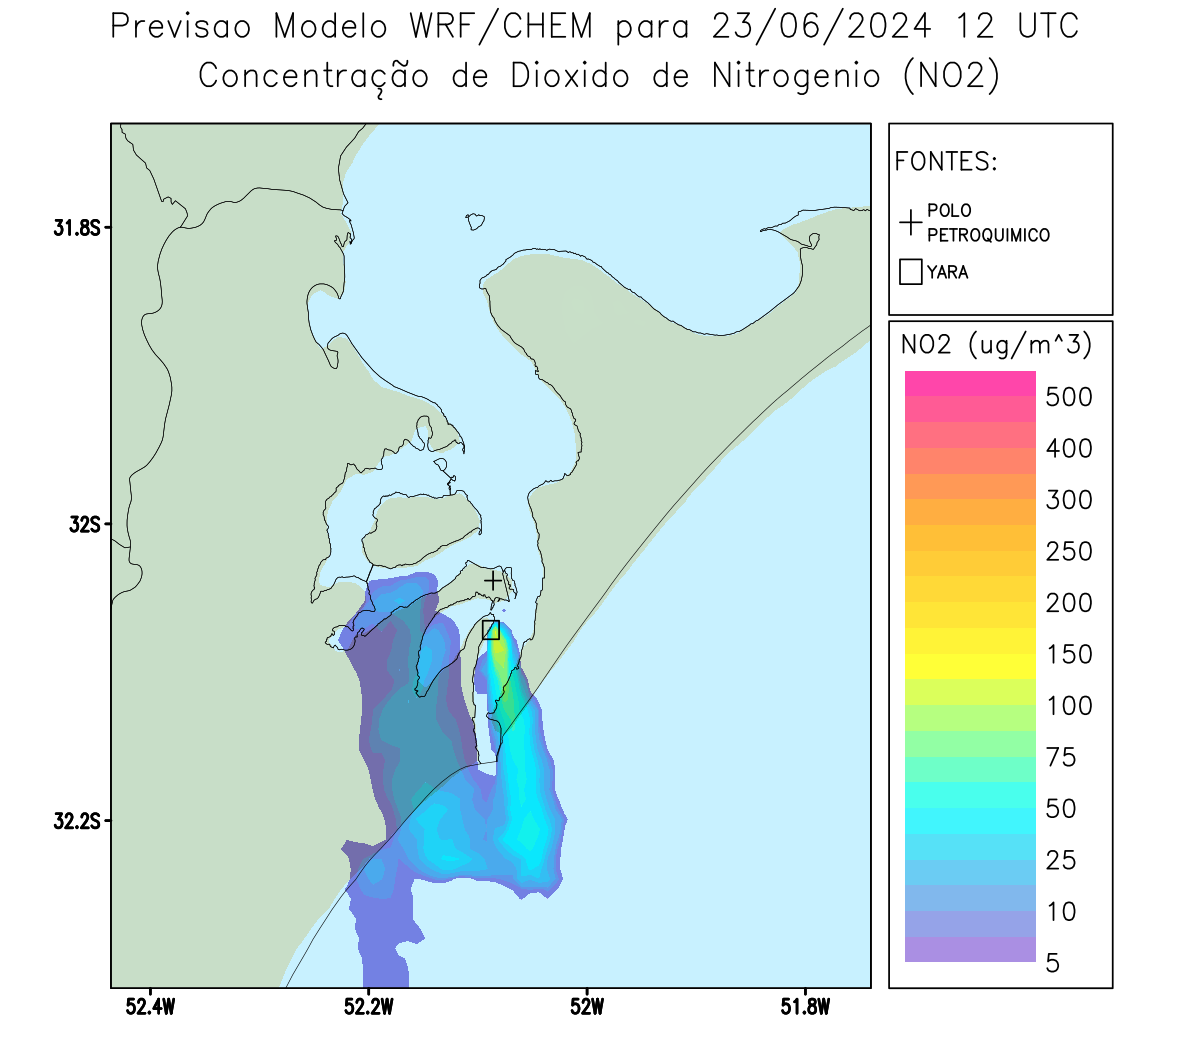 Previsao Modelo WRF/CHEM para 23/06/2024 12 UTC
Concentração de Dioxido de Nitrogenio (NO2)
FONTES:
POLO
PETROQUIMICO
YARA
31.8S
32S
32.2S
52.4W
52.2W
52W
51.8W
NO2 (ug/m^3)
500
400
300
250
200
150
100
75
50
25
10
5